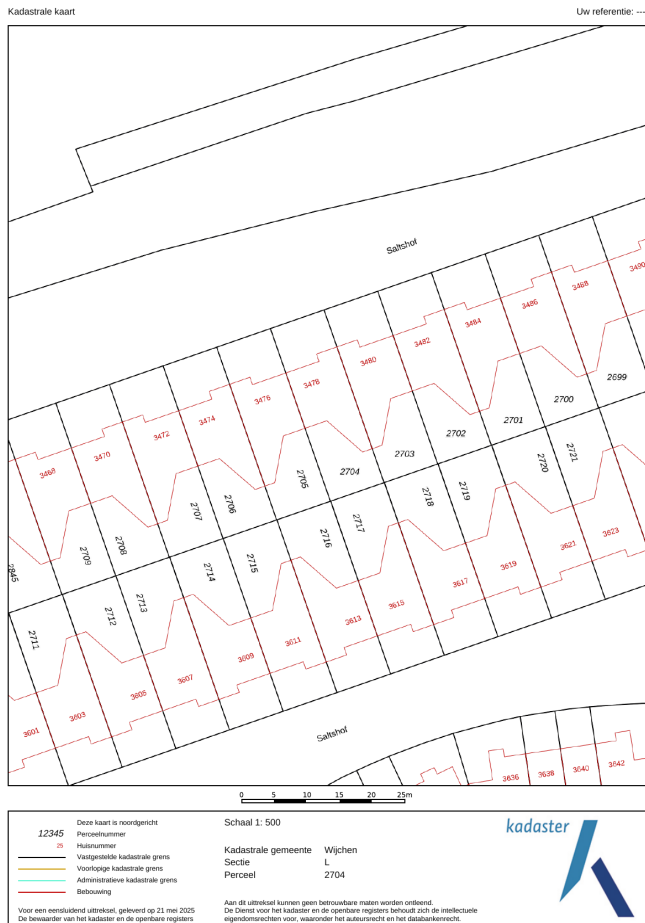 Kadastrale kaart
Uw referentie: ---
Saltshof
3490
3468
3486
3484
3482
3480
3478
3476
3474
3472
3470
3468
2699
2700
2701
2702
2703
2704
2705
2706
2707
2708
2709
2845
2721
2720
2719
2718
2717
2716
2715
2714
2713
2712
2711
3623
3621
3619
3617
3615
3613
3611
3609
3607
3605
3603
3601
Saltshof
3636
3638
3640
3642
0 5 10 15 20 25m
Deze kaart is noordgericht
12345 Perceelnummer
25 Huisnummer
Vastgestelde kadastrale grens
Voorlopige kadastrale grens
Administratieve kadastrale grens
Bebouwing
Voor een eensluidend uittreksel, geleverd op 21 mei 2025
De bewaarder van het kadaster en de openbare registers
Schaal 1: 500
Kadastrale gemeente Wijchen
Sectie L
Perceel 2704
Aan dit uittreksel kunnen geen betrouwbare maten worden ontleend.
De Dienst voor het kadaster en de openbare registers behoudt zich de intellectuele
eigendomsrechten voor, waaronder het auteursrecht en het databankenrecht.
kadaster